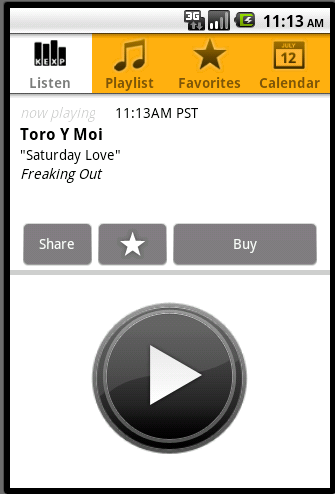 3G 11:13 AM
KEXP JULY 12
Listen Playlist Favorites Calendar
now playing 11:13AM PST
Toro Y Moi
"Saturday Love"
Freaking Out
Share Buy